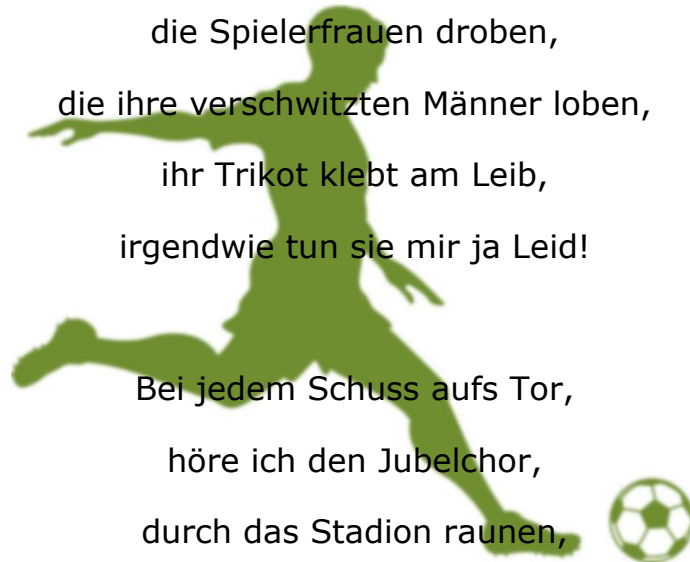 die Spielerfrauen droben,
die ihre verschwitzten Männer loben,
ihr Trikot klebt am Leib,
irgendwie tun sie mir ja Leid!
Bei jedem Schuss aufs Tor,
höre ich den Jubelchor,
durch das Stadion raunen,